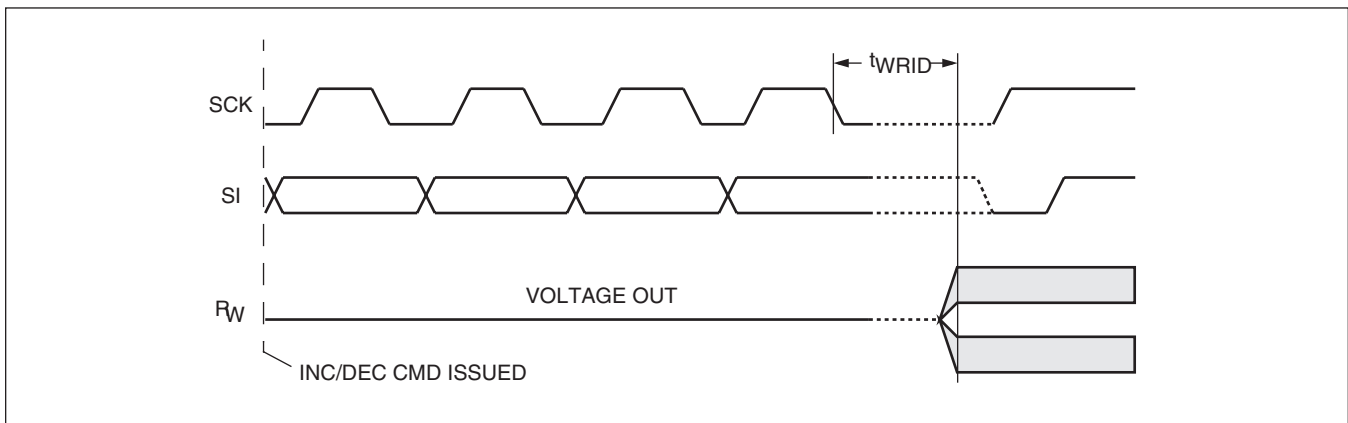 tWRID
SCK
SI
VOLTAGE OUT
RW
INC/DEC CMD ISSUED